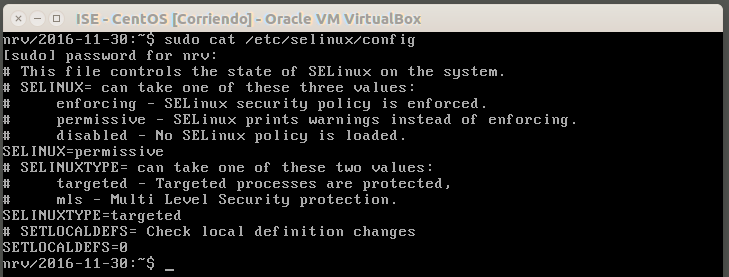 ISE - CentOS [Corriendo] - Oracle VM VirtualBox
nrv/2016-11-30:~$ sudo cat /etc/selinux/config
[sudo] password for nrv:
# This file controls the state of SELinux on the system.
# SELINUX= can take one of these three values:
#     enforcing - SELinux security policy is enforced.
#     permissive - SELinux prints warnings instead of enforcing.
#     disabled - No SELinux policy is loaded.
SELINUX=permissive
# SELINUXTYPE= can take one of these two values:
#     targeted - Targeted processes are protected,
#     mls - Multi Level Security protection.
SELINUXTYPE=targeted
# SETLOCALDEFS= Check local definition changes
SETLOCALDEFS=0
nrv/2016-11-30:~$ _